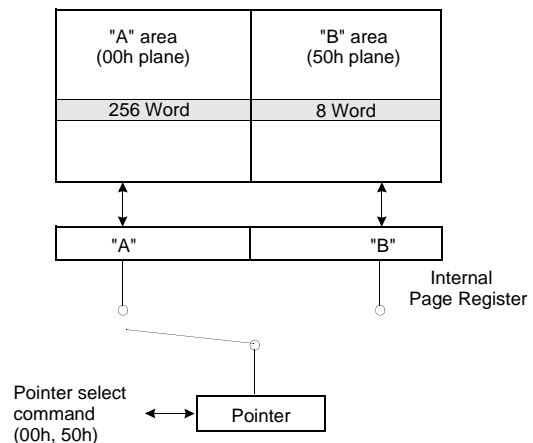 "A" area
(00h plane)
"B" area
(50h plane)
256 Word
8 Word
"A"
"B"
Internal
Page Register
Pointer select
command
(00h, 50h)
Pointer